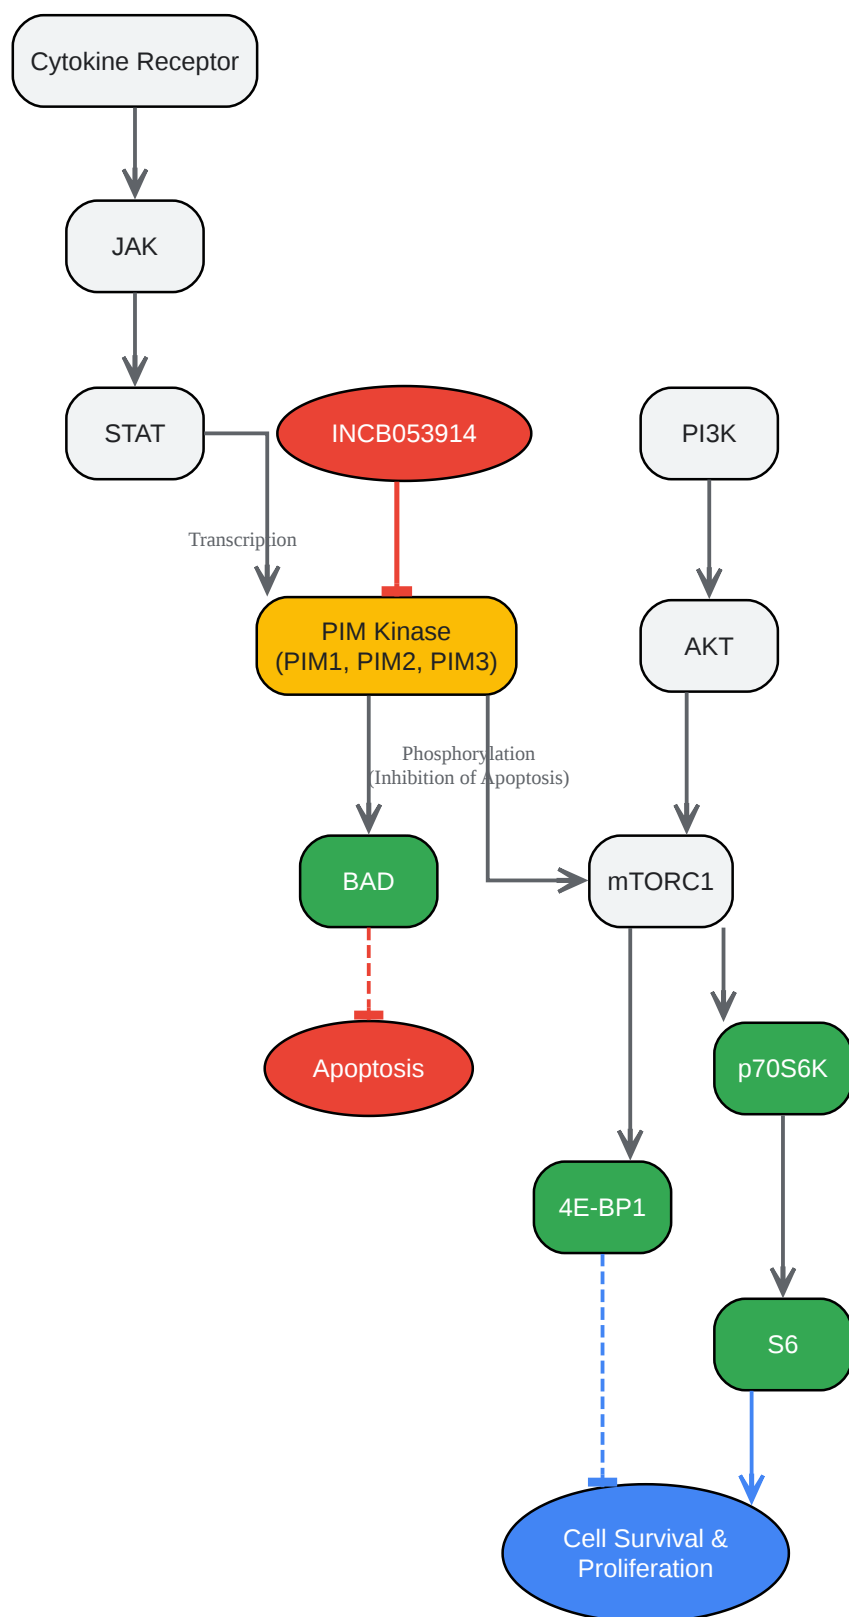 Cytokine Receptor
JAK
STAT
INCB053914
PI3K
Transcription
PIM Kinase
(PIM1, PIM2, PIM3)
AKT
Phosphorylation
(Inhibition of Apoptosis)
BAD
mTORC1
Apoptosis
p70S6K
4E-BP1
S6
Cell Survival &
Proliferation